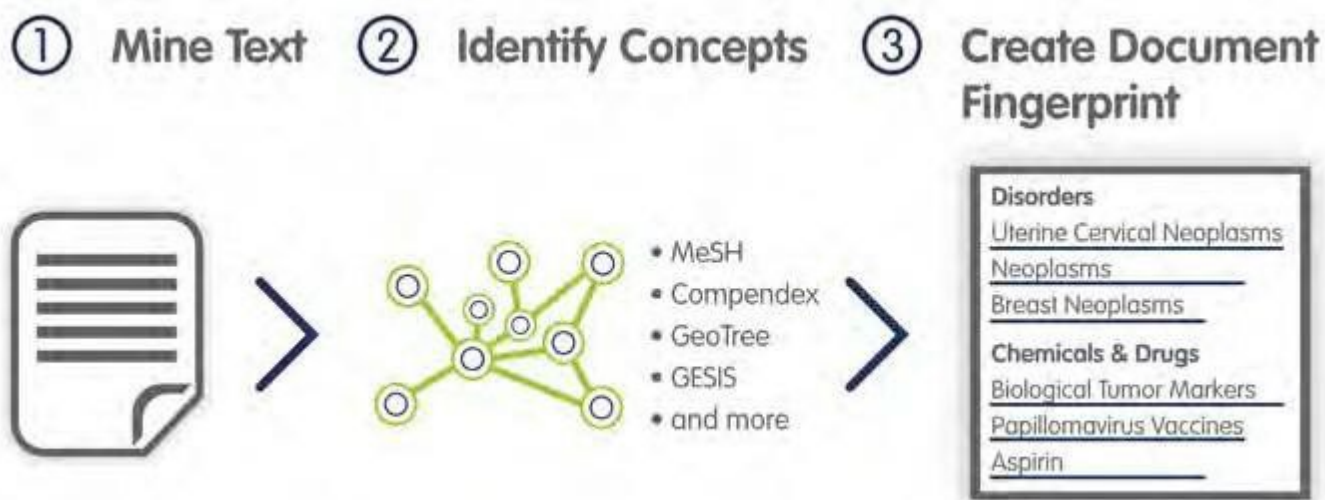 1 Mine Text
2 Identify Concepts
3 Create Document
Fingerprint
• MeSH
• Compendex
• GeoTree
• GESIS
• and more
Disorders
Uterine Cervical Neoplasms
Neoplasms
Breast Neoplasms
Chemicals & Drugs
Biological Tumor Markers
Papillomavirus Vaccines
Aspirin